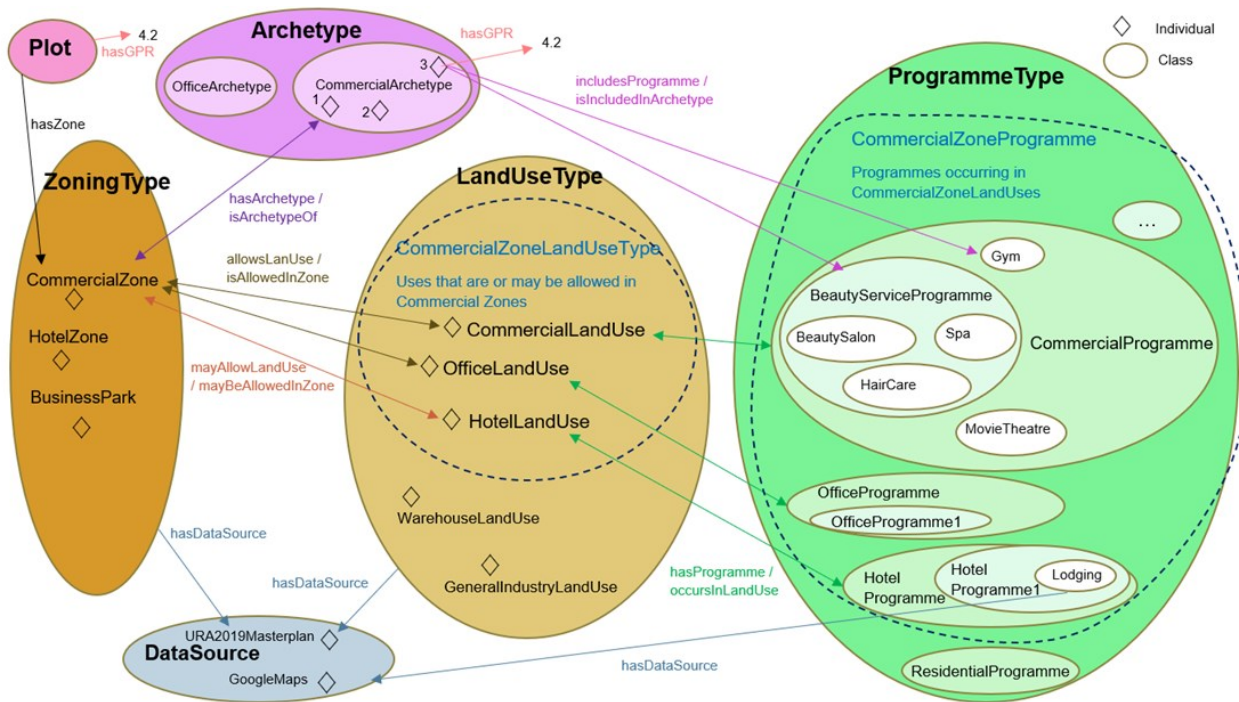 Plot
4.2
hasGPR
hasZone
Archetype
OfficeArchetype
CommercialArchetype
1
2
3
hasGPR
4.2
Individual
Class
includesProgramme /
isIncludedInArchetype
ProgrammeType
CommercialZoneProgramme
Programmes occurring in
CommercialZoneLandUses
...
ZoningType
CommercialZone
HotelZone
BusinessPark
hasArchetype /
isArchetypeOf
allowsLanUse /
isAllowedInZone
mayAllowLandUse
/ mayBeAllowedInZone
LandUseType
CommercialZoneLandUseType
Uses that are or may be allowed in
Commercial Zones
CommercialLandUse
OfficeLandUse
HotelLandUse
WarehouseLandUse
GeneralIndustryLandUse
Gym
BeautyServiceProgramme
BeautySalon
Spa
HairCare
CommercialProgramme
MovieTheatre
OfficeProgramme
OfficeProgramme1
Hotel
Programme
Hotel
Programme1
Lodging
ResidentialProgramme
hasProgramme /
occursInLandUse
hasDataSource
hasDataSource
hasDataSource
URA2019Masterplan
DataSource
GoogleMaps